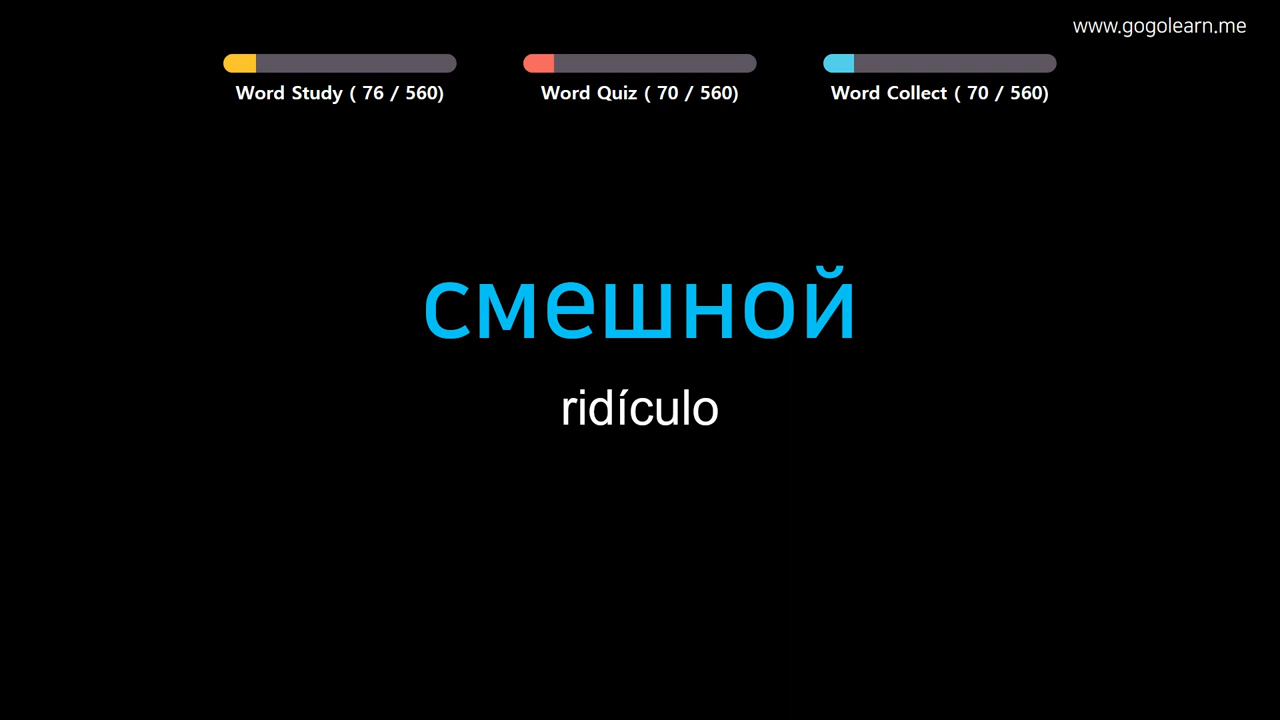 www.gogolearn.me
Word Study ( 76 / 560)
Word Quiz ( 70 / 560)
Word Collect ( 70 / 560)
смешной
ridículo